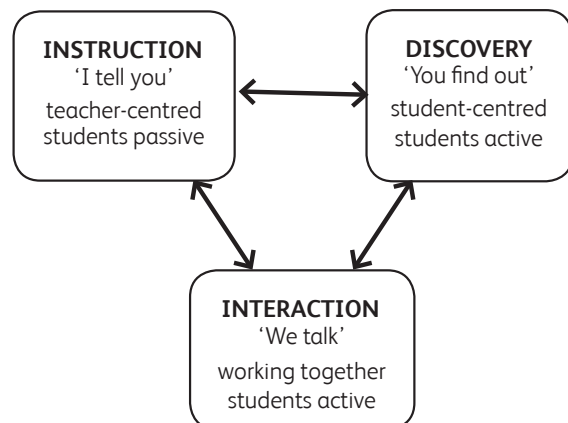 INSTRUCTION
‘I tell you’
teacher-centred
students passive
DISCOVERY
‘You find out’
student-centred
students active
INTERACTION
‘We talk’
working together
students active